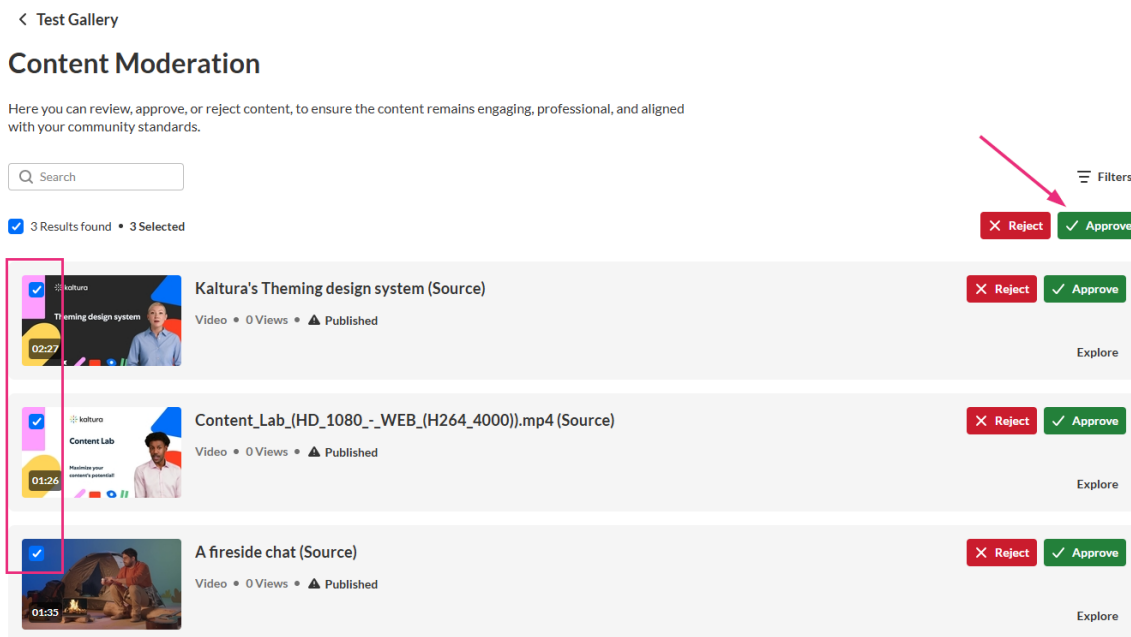 Test Gallery
Content Moderation
Here you can review, approve, or reject content, to ensure the content remains engaging, professional, and aligned
with your community standards.
Search
Filters
3 Results found • 3 Selected
Reject
Approve
kaltura
Theming design system
02:27
Kaltura's Theming design system (Source)
Video • 0 Views • Published
Reject
Approve
Explore
kaltura
Content Lab
Maximize your
content's potential!
01:26
Content_Lab_(HD_1080_-_WEB_(H264_4000)).mp4 (Source)
Video • 0 Views • Published
Reject
Approve
Explore
01:35
A fireside chat (Source)
Video • 0 Views • Published
Reject
Approve
Explore